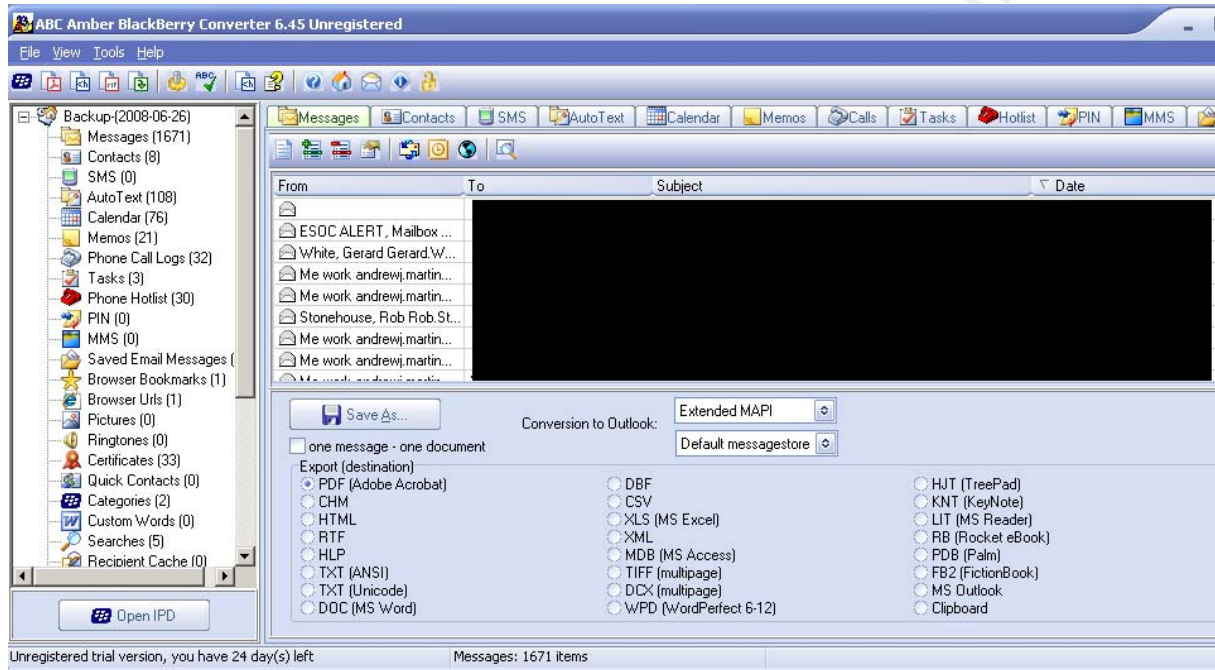 ABC Amber BlackBerry Converter 6.45 Unregistered
File View Tools Help
Backup-(2008-06-26)
Messages (1671)
Contacts (8)
SMS (0)
AutoText (108)
Calendar (76)
Memos (21)
Phone Call Logs (32)
Tasks (3)
Phone Hotlist (30)
PIN (0)
MMS (0)
Saved Email Messages (
Browser Bookmarks (1)
Browser Urls (1)
Pictures (0)
Ringtones (0)
Certificates (33)
Quick Contacts (0)
Categories (2)
Custom Words (0)
Searches (5)
Recipient Cache (0)
Open IPD
Messages Contacts SMS AutoText Calendar Memos Calls Tasks Hotlist PIN MMS
From To Subject Date
ESOC ALERT, Mailbox ...
White, Gerard Gerard.W...
Me work andrewj.martin...
Me work andrewj.martin...
Stonehouse, Rob Rob.St...
Me work andrewj.martin...
Me work andrewj.martin...
Save As...
one message - one document
Conversion to Outlook:
Extended MAPI
Default messagestore
Export (destination)
PDF (Adobe Acrobat)
CHM
HTML
RTF
HLP
TXT (ANSI)
TXT (Unicode)
DOC (MS Word)
DBF
CSV
XLS (MS Excel)
XML
MDB (MS Access)
TIFF (multipage)
DCX (multipage)
WPD (WordPerfect 6-12)
HJT (TreePad)
KNT (KeyNote)
LIT (MS Reader)
RB (Rocket eBook)
PDB (Palm)
FB2 (FictionBook)
MS Outlook
Clipboard
Unregistered trial version, you have 24 day(s) left
Messages: 1671 items